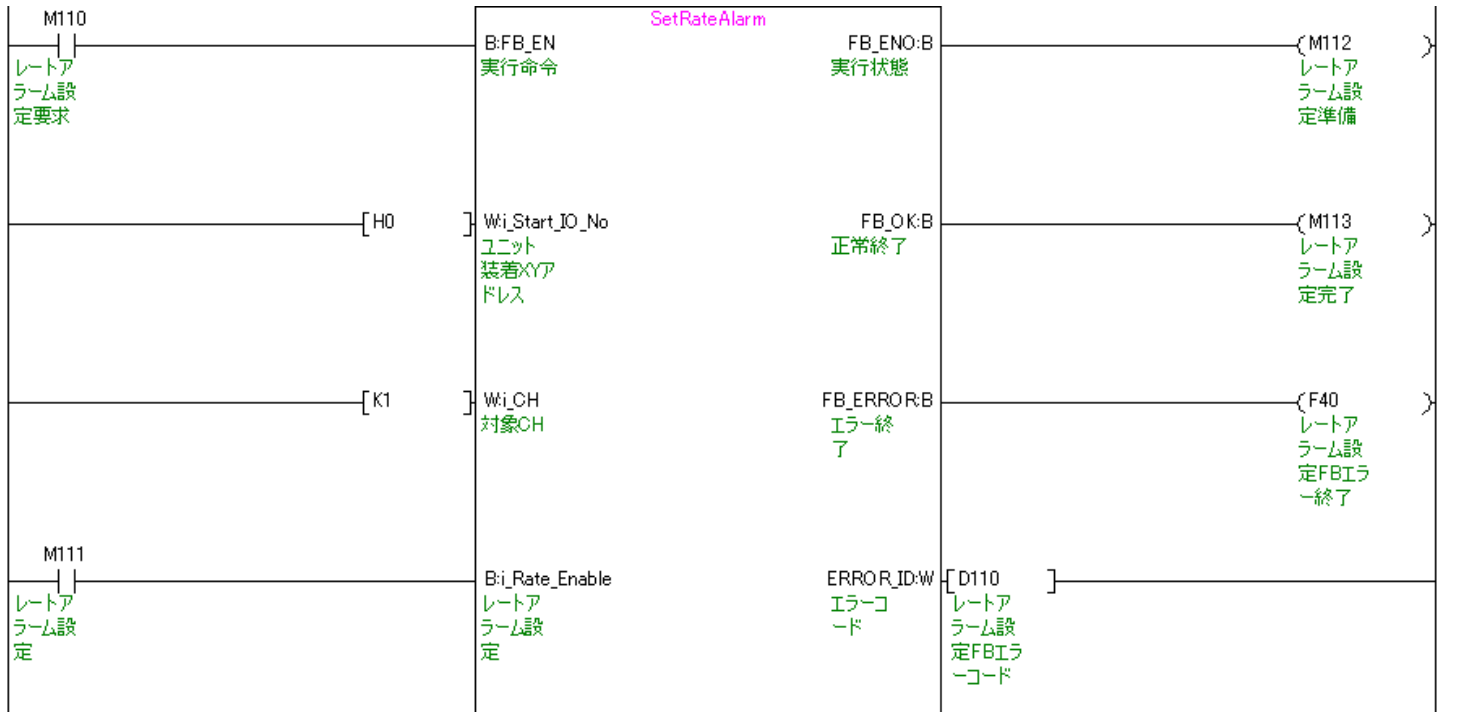 M110
レートア
ラーム設
定要求
SetRateAlarm
B:FB_EN
実行命令
FB_ENO:B
実行状態
M112
レートア
ラーム設
定準備
H0
W:i_Start_IO_No
ユニット
装着XYア
ドレス
FB_OK:B
正常終了
M113
レートア
ラーム設
定完了
K1
W:i_CH
対象CH
FB_ERROR:B
エラー終
了
F40
レートア
ラーム設
定FBエラ
ー終了
M111
レートア
ラーム設
定
B:i_Rate_Enable
レートア
ラーム設
定
ERROR_ID:W
エラーコ
ード
D110
レートア
ラーム設
定FBエラ
ーコード